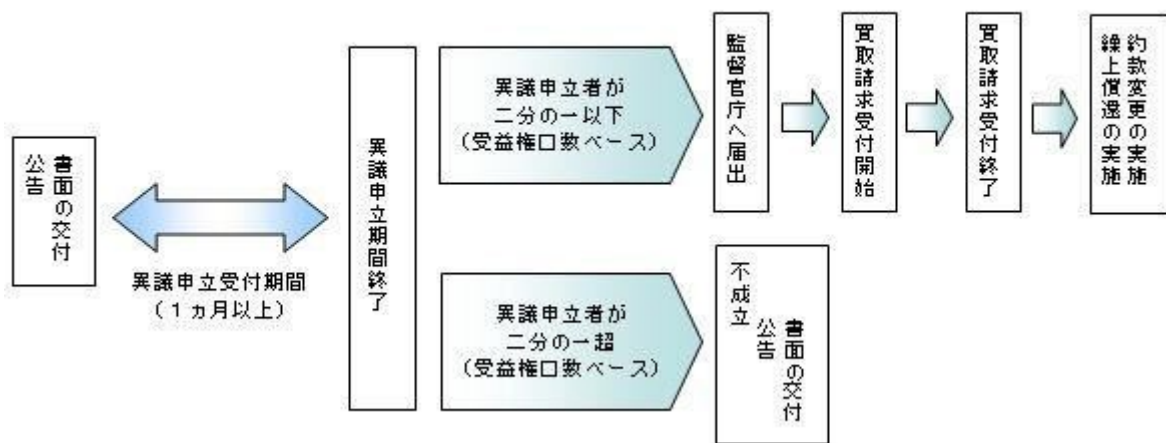 書面の交付
公告
異議申立受付期間
(1ヵ月以上)
異議申立期間終了
異議申立者が
二分の一以下
(受益権口数ベース)
監督官庁へ届出
買取請求受付開始
買取請求受付終了
約款変更の実施
繰上償還の実施
異議申立者が
二分の一超
(受益権口数ベース)
不成立
書面の交付
公告